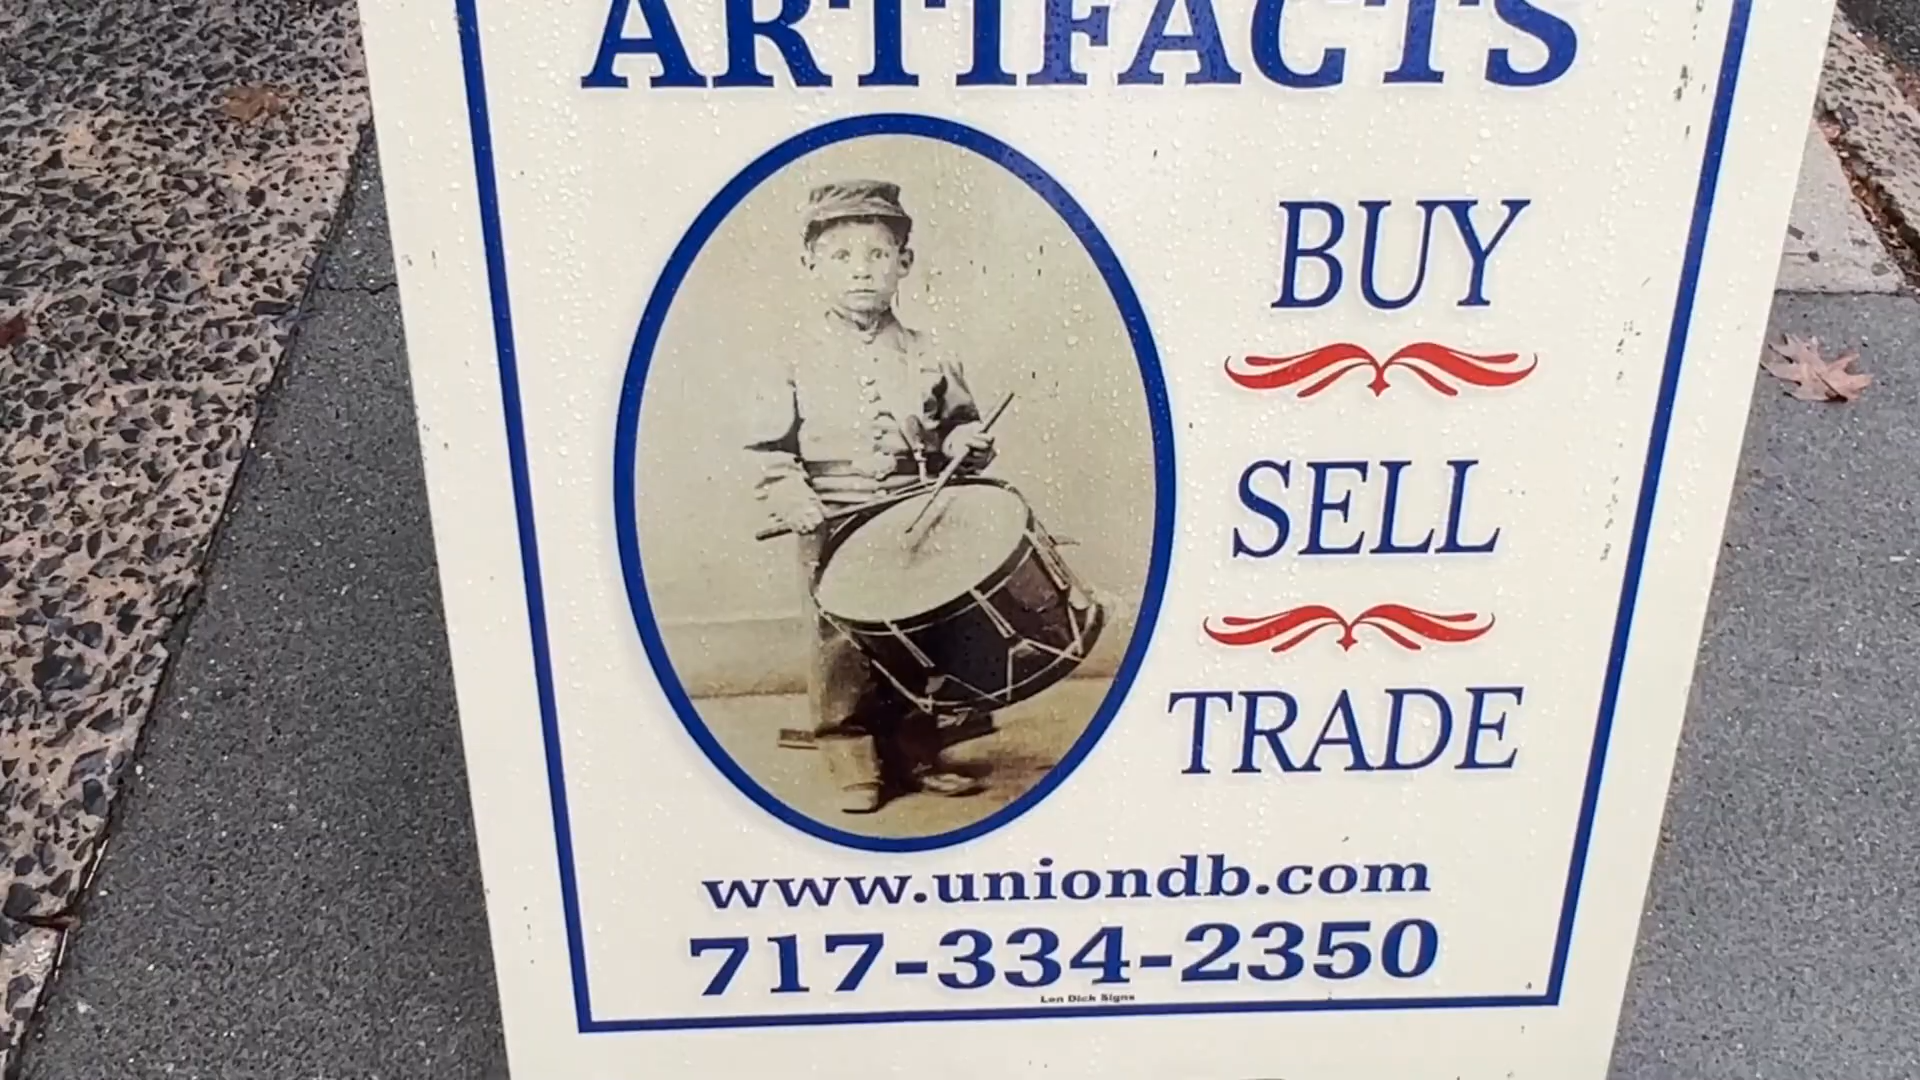 ARTIFACTS
BUY
SELL
TRADE
www.uniondb.com
717-334-2350
Len Dick Signs